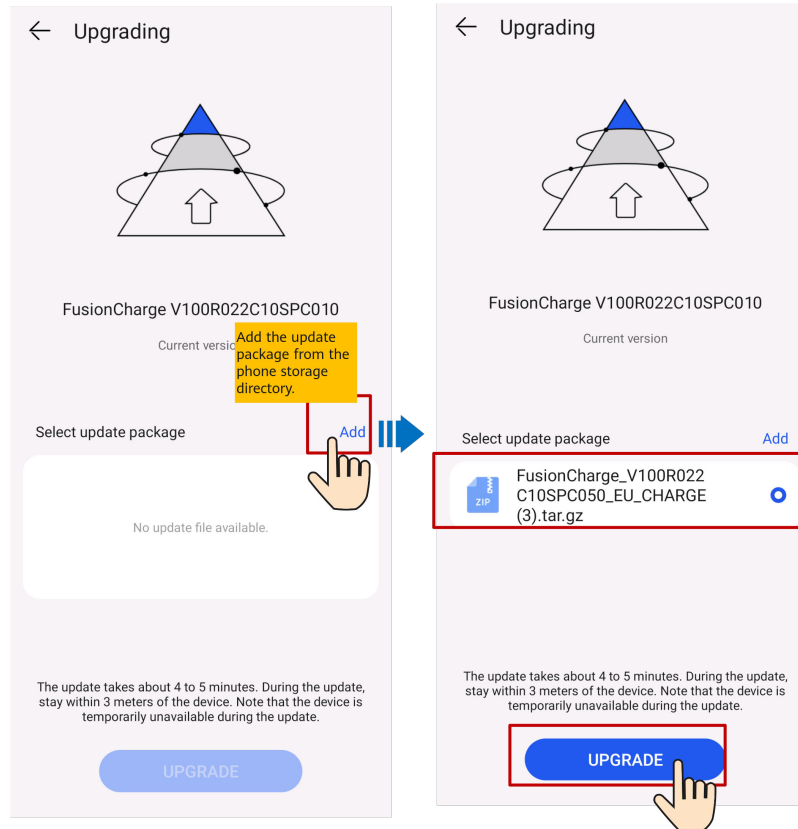 Upgrading
FusionCharge V100R022C10SPC010
Current versic
Add the update
package from the
phone storage
directory.
Select update package
Add
No update file available.
The update takes about 4 to 5 minutes. During the update,
stay within 3 meters of the device. Note that the device is
temporarily unavailable during the update.
UPGRADE
Upgrading
FusionCharge V100R022C10SPC010
Current version
Select update package
Add
ZIP
FusionCharge_V100R022
C10SPC050_EU_CHARGE
(3).tar.gz
The update takes about 4 to 5 minutes. During the update,
stay within 3 meters of the device. Note that the device is
temporarily unavailable during the update.
UPGRADE